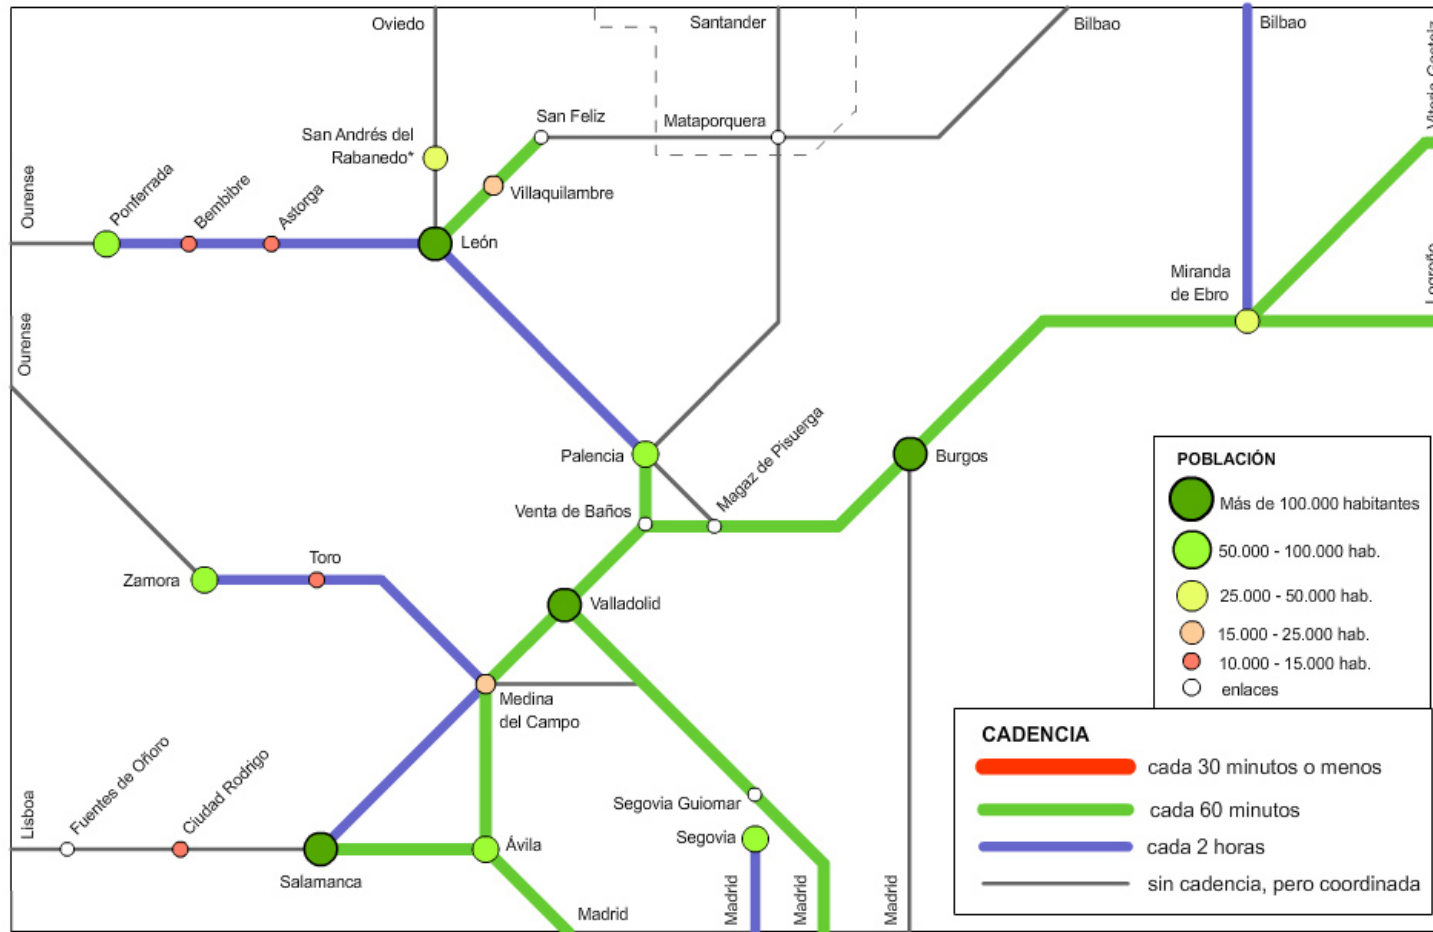 Oviedo
Santander
Bilbao
Bilbao
Vitoria-Gasteiz
San Feliz
Mataporquera
San Andrés del
Rabanedo*
Villaquilambre
Ourense
Ponferrada
Bembibre
Astorga
León
Miranda
de Ebro
Logroño
Ourense
Palencia
Magaz de Pisuerga
Burgos
Venta de Baños
Toro
Zamora
Valladolid
Medina
del Campo
Lisboa
Fuentes de Oñoro
Ciudad Rodrigo
Segovia Guiomar
Segovia
Ávila
Salamanca
Madrid
Madrid
Madrid
Madrid
POBLACIÓN
Más de 100.000 habitantes
50.000 - 100.000 hab.
25.000 - 50.000 hab.
15.000 - 25.000 hab.
10.000 - 15.000 hab.
enlaces
CADENCIA
cada 30 minutos o menos
cada 60 minutos
cada 2 horas
sin cadencia, pero coordinada